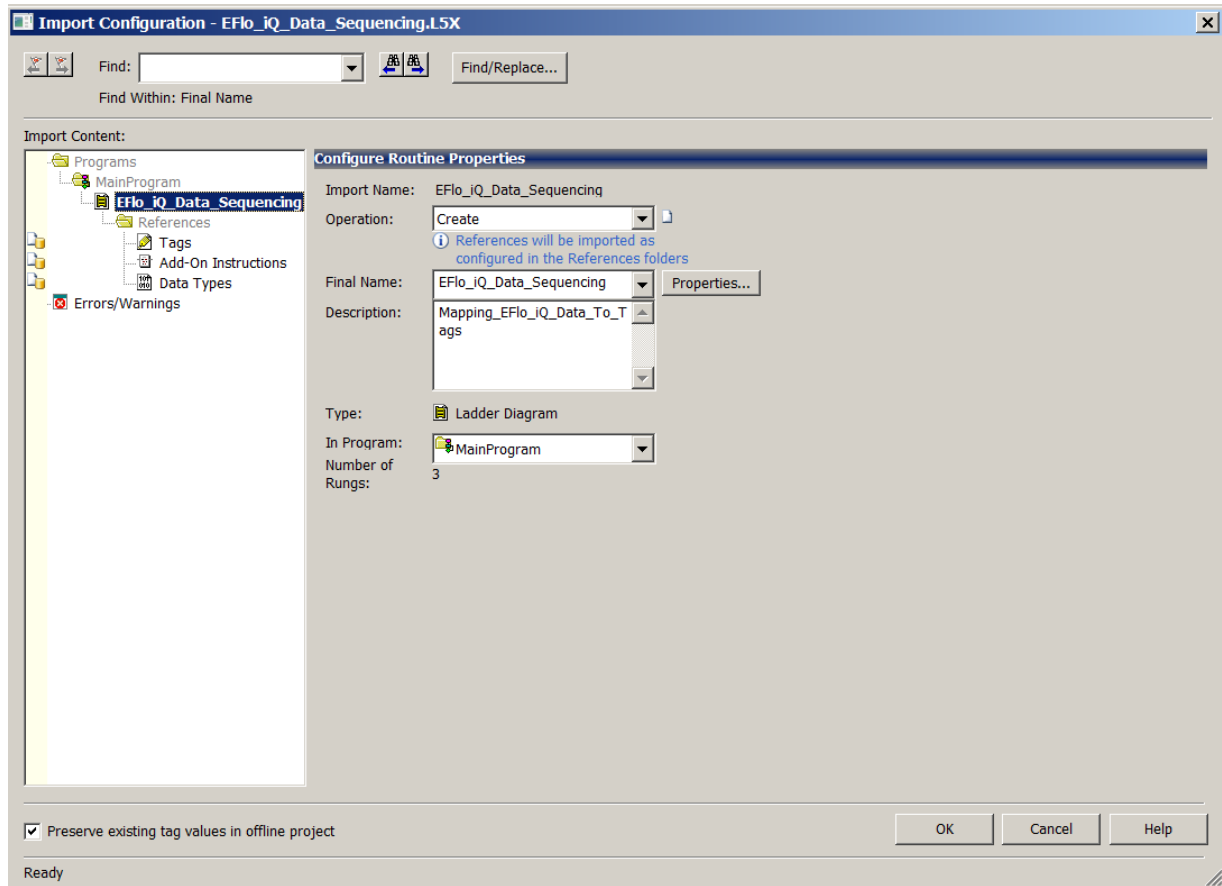 Import Configuration - EFlo_iQ_Data_Sequencing.L5X
Find:
Find/Replace...
Find Within: Final Name
Import Content:
Programs
MainProgram
EFlo_iQ_Data_Sequencing
References
Tags
Add-On Instructions
Data Types
Errors/Warnings
Configure Routine Properties
Import Name: EFlo_iQ_Data_Sequencing
Operation: Create
References will be imported as
configured in the References folders
Final Name: EFlo_iQ_Data_Sequencing Properties...
Description: Mapping_EFlo_iQ_Data_To_T
ags
Type: Ladder Diagram
In Program: MainProgram
Number of
Rungs: 3
Preserve existing tag values in offline project
OK Cancel Help
Ready